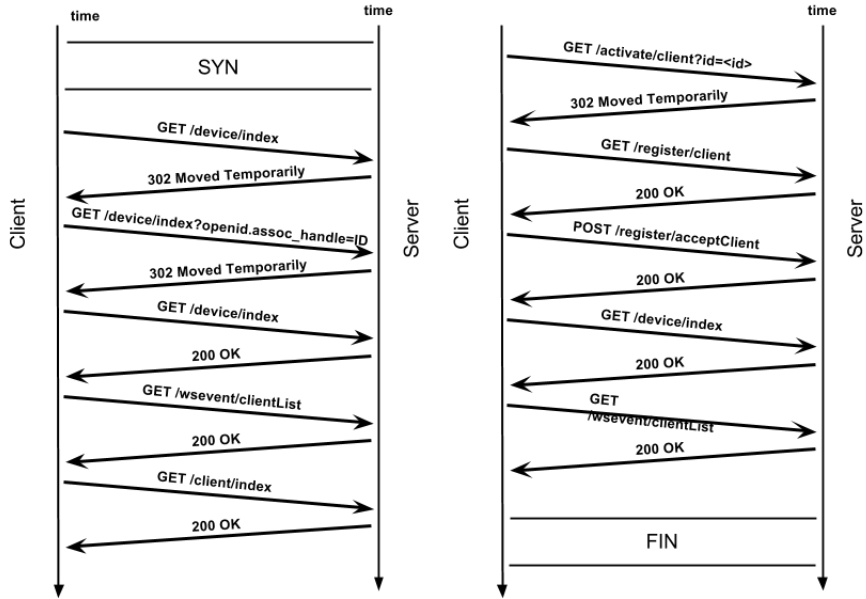 time
time
SYN
GET /device/index
302 Moved Temporarily
GET /device/index?openid.assoc_handle=ID
302 Moved Temporarily
GET /device/index
200 OK
GET /wsevent/clientList
200 OK
GET /client/index
200 OK
Client
Server
time
time
GET /activate/client?id=<id>
302 Moved Temporarily
GET /register/client
200 OK
POST /register/acceptClient
200 OK
GET /device/index
200 OK
GET
/wsevent/clientList
200 OK
FIN
Client
Server